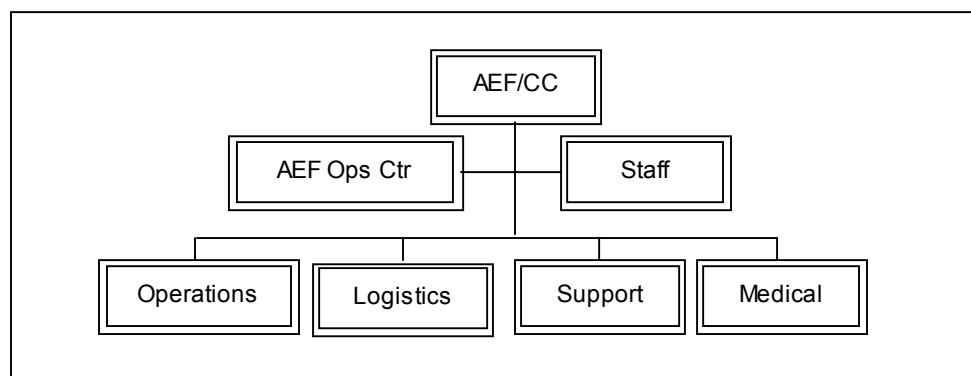 AEF/CC
AEF Ops Ctr
Staff
Operations
Logistics
Support
Medical